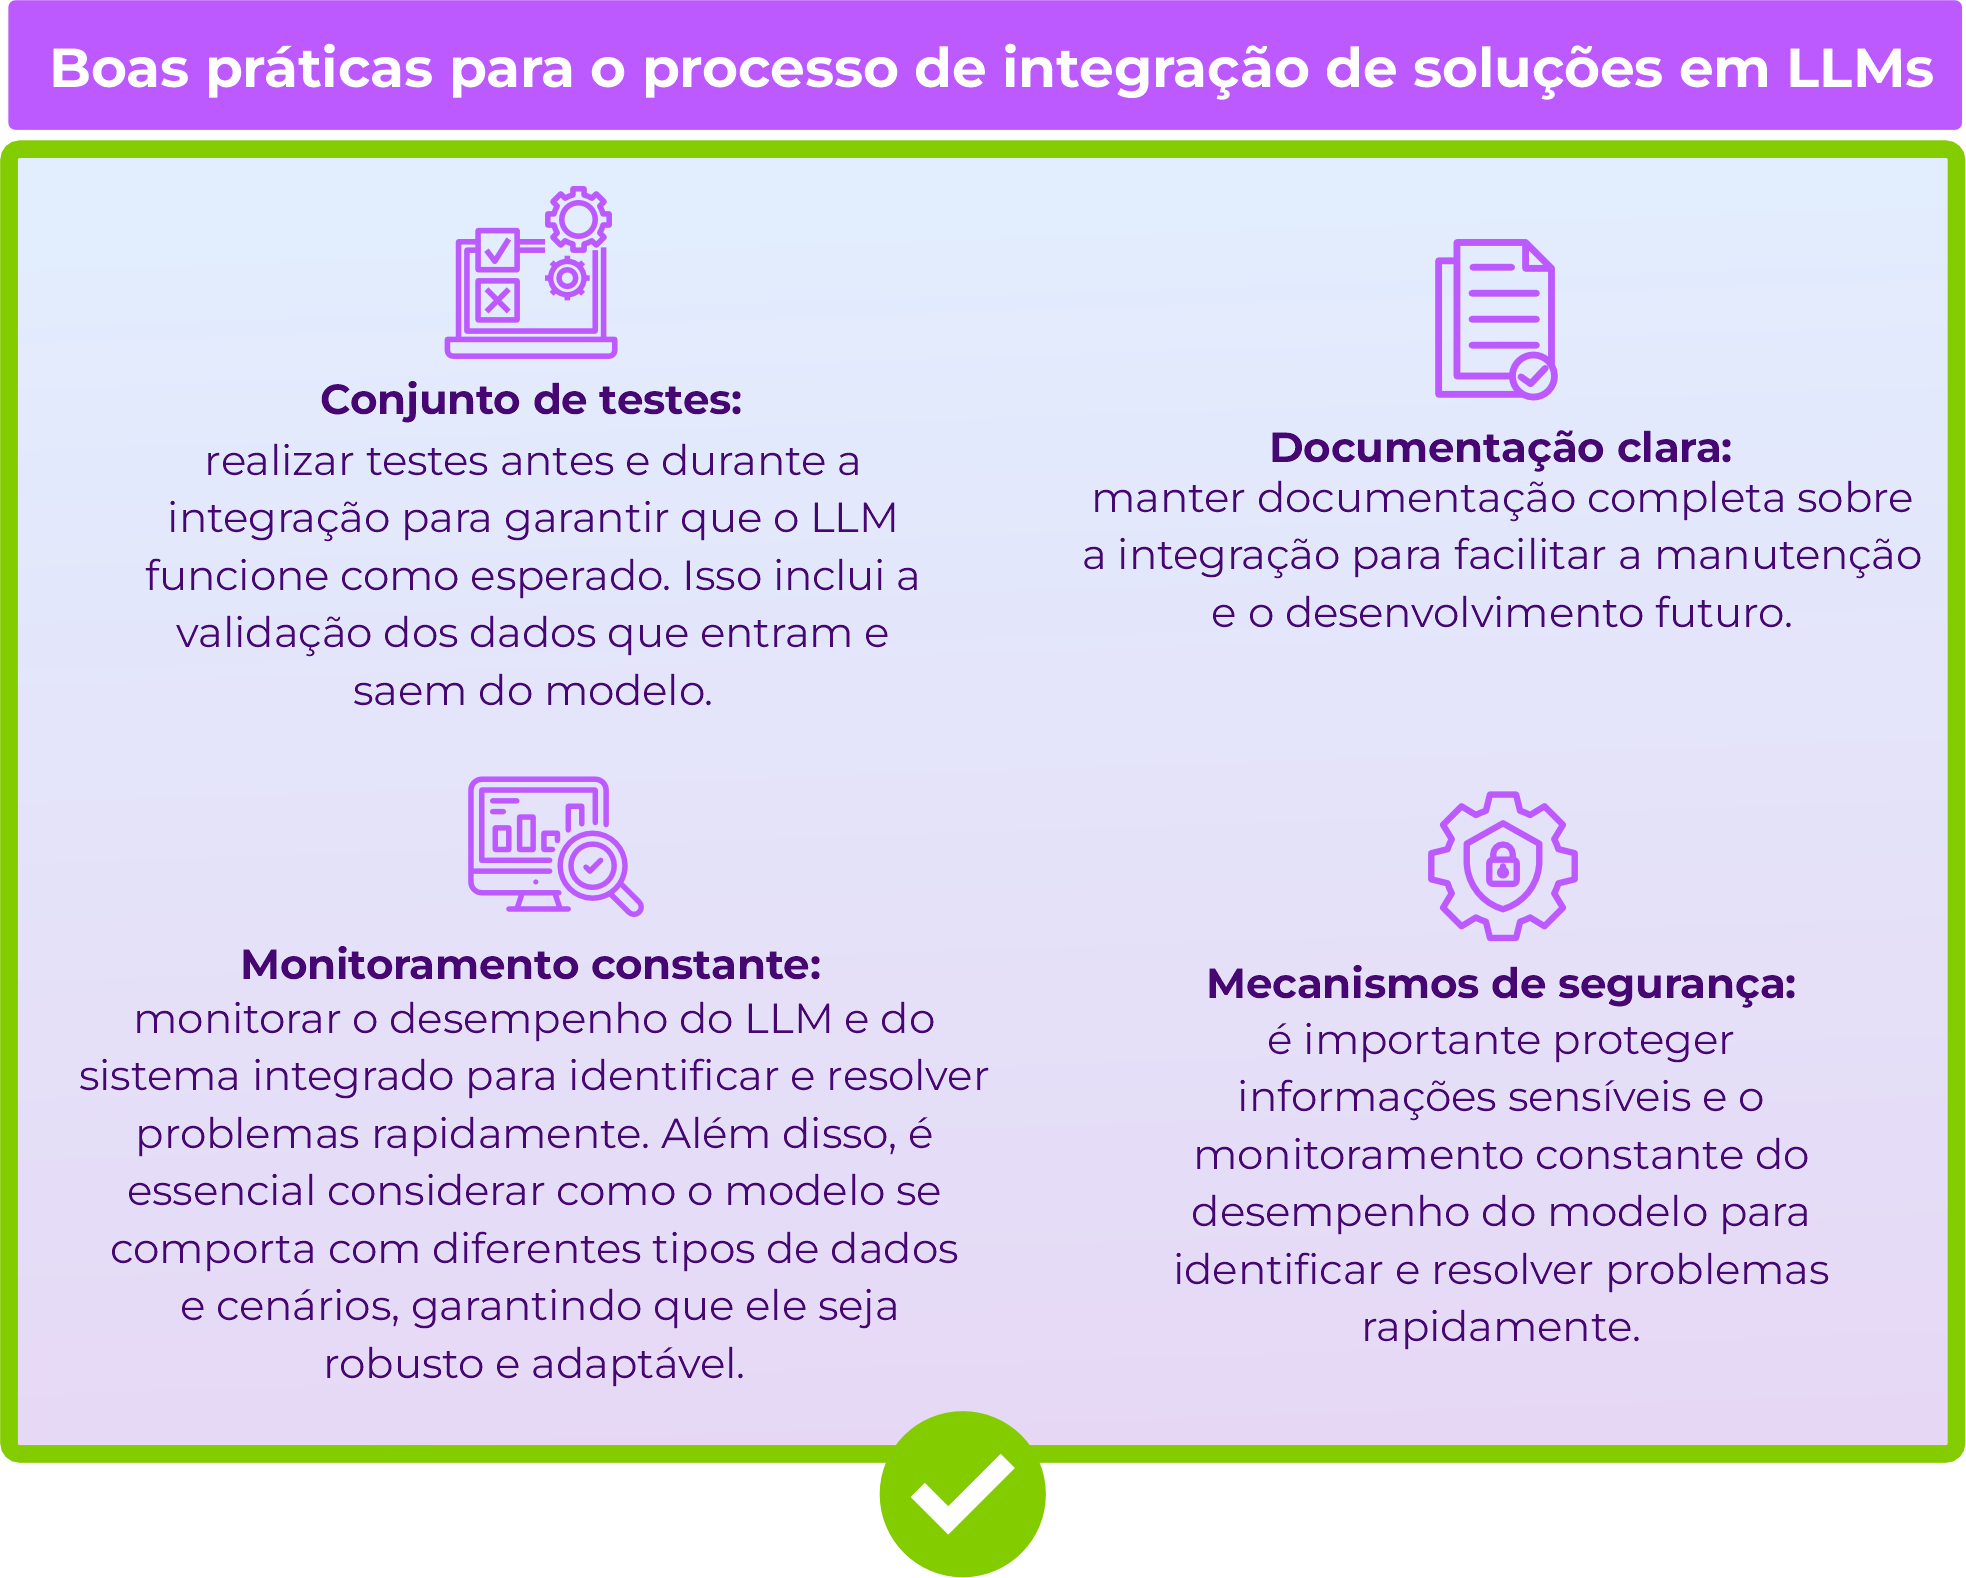 Boas práticas para o processo de integração de soluções em LLMs
Conjunto de testes:
realizar testes antes e durante a
integração para garantir que o LLM
funcione como esperado. Isso inclui a
validação dos dados que entram e
saem do modelo.
Documentação clara:
manter documentação completa sobre
a integração para facilitar a manutenção
e o desenvolvimento futuro.
Monitoramento constante:
monitorar o desempenho do LLM e do
sistema integrado para identificar e resolver
problemas rapidamente. Além disso, é
essencial considerar como o modelo se
comporta com diferentes tipos de dados
e cenários, garantindo que ele seja
robusto e adaptável.
Mecanismos de segurança:
é importante proteger
informações sensíveis e o
monitoramento constante do
desempenho do modelo para
identificar e resolver problemas
rapidamente.